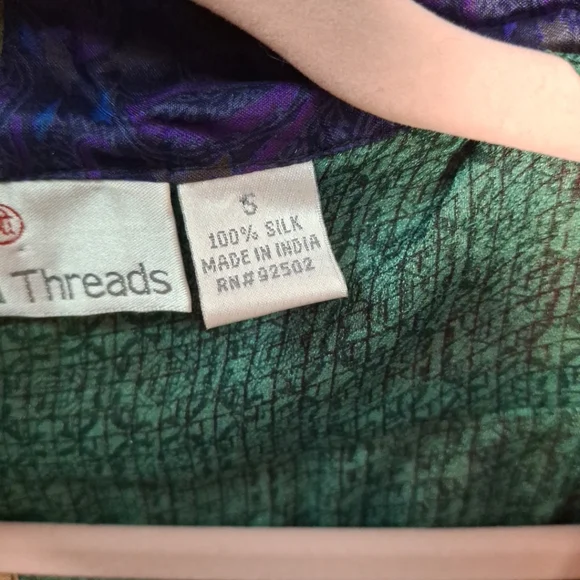 Threads
S
100% SILK
MADE IN INDIA
RN#92502